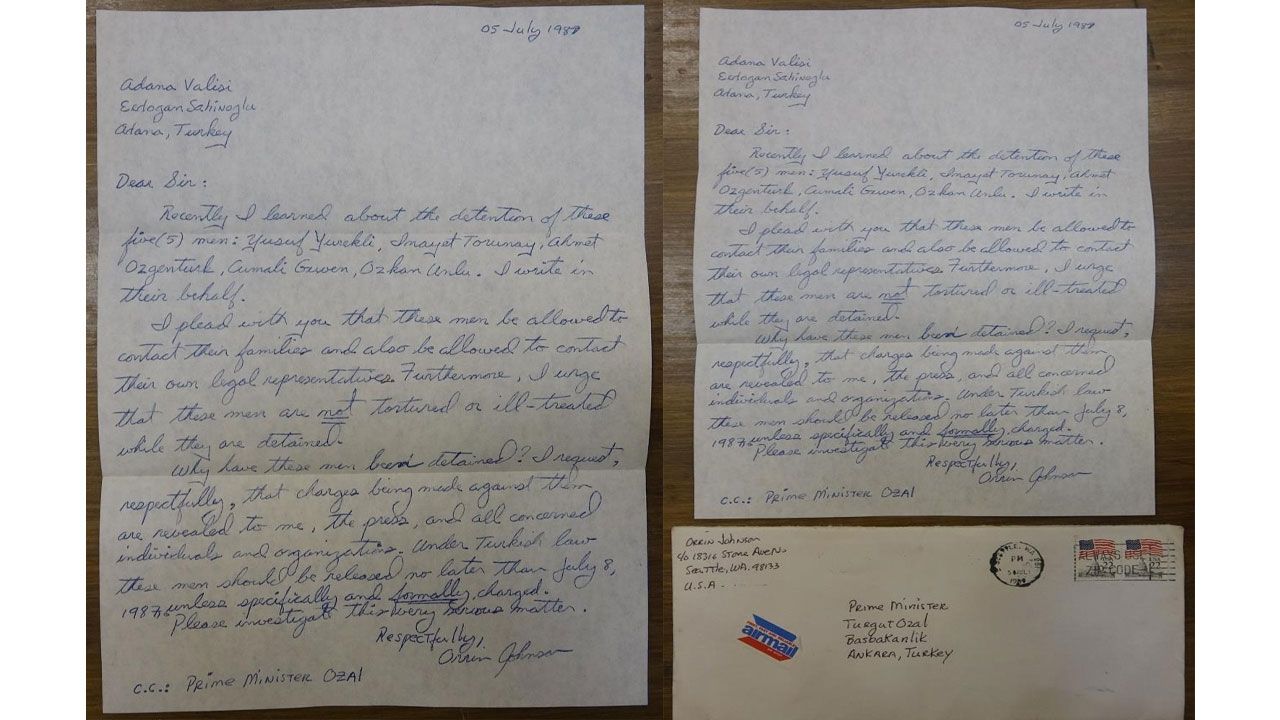 05 July 1987
Adana Valisi
Erdogan Sahinoglu
Adana, Turkey
Dear Sir:
Recently I learned about the detention of these
five(5) men: Yusuf Yurekli, Inayet Torunay, Ahmet
Ozgenturk, Cumali Guven, Ozkan Unlu. I write in
their behalf.
I plead with you that these men be allowed to
contact their families and also be allowed to contact
their own legal representatives. Furthermore, I urge
that these men are not tortured or ill-treated
while they are detained.
Why have these men been detained? I request,
respectfully, that charges being made against them
are revealed to me, the press, and all concerned
individuals and organizations. Under Turkish law
these men should be released no later than July 8,
1987, unless specifically and formally charged.
Please investigate this very serious matter.
Respectfully,
Orrin Johnson
C.C.: Prime Minister OZAl
05 July 1987
Adana Valisi
Erdogan Sahinoglu
Adana, Turkey
Dear Sir:
Recently I learned about the detention of these
five(5) men: Yusuf Yurekli, Inayet Torunay, Ahmet
Ozgenturk, Cumali Guven, Ozkan Unlu. I write in
their behalf.
I plead with you that these men be allowed to
contact their families and also be allowed to contact
their own legal representatives. Furthermore, I urge
that these men are not tortured or ill-treated
while they are detained.
Why have these men been detained? I request,
respectfully, that charges being made against them
are revealed to me, the press, and all concerned
individuals and organizations. Under Turkish law
these men should be released no later than July 8,
1987, unless specifically and formally charged.
Please investigate this very serious matter.
Respectfully,
Orrin Johnson
C.C.: Prime Minister OZAl
Orrin Johnson
c/o 18316 Stone Ave N.
Seattle, WA. 98133
U.S.A.
PM
ALWAYS USE
ZIP CODE
airmail
Prime Minister
Turgut Ozal
Basbakanlik
Ankara, Turkey